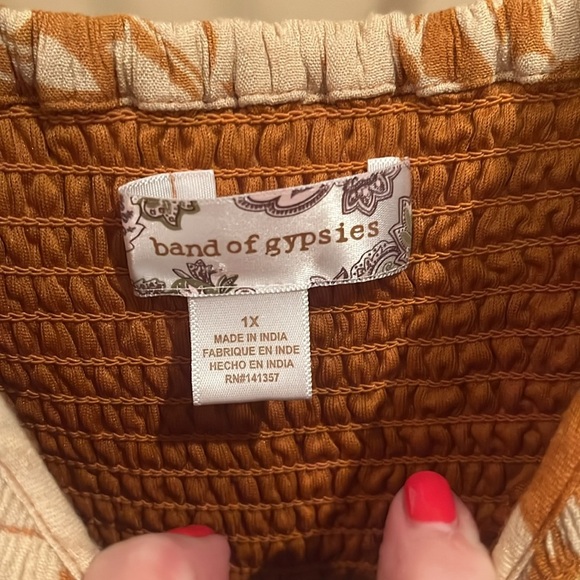 band of gypsies
1X
MADE IN INDIA
FABRIQUE EN INDE
HECHO EN INDIA
RN#141357